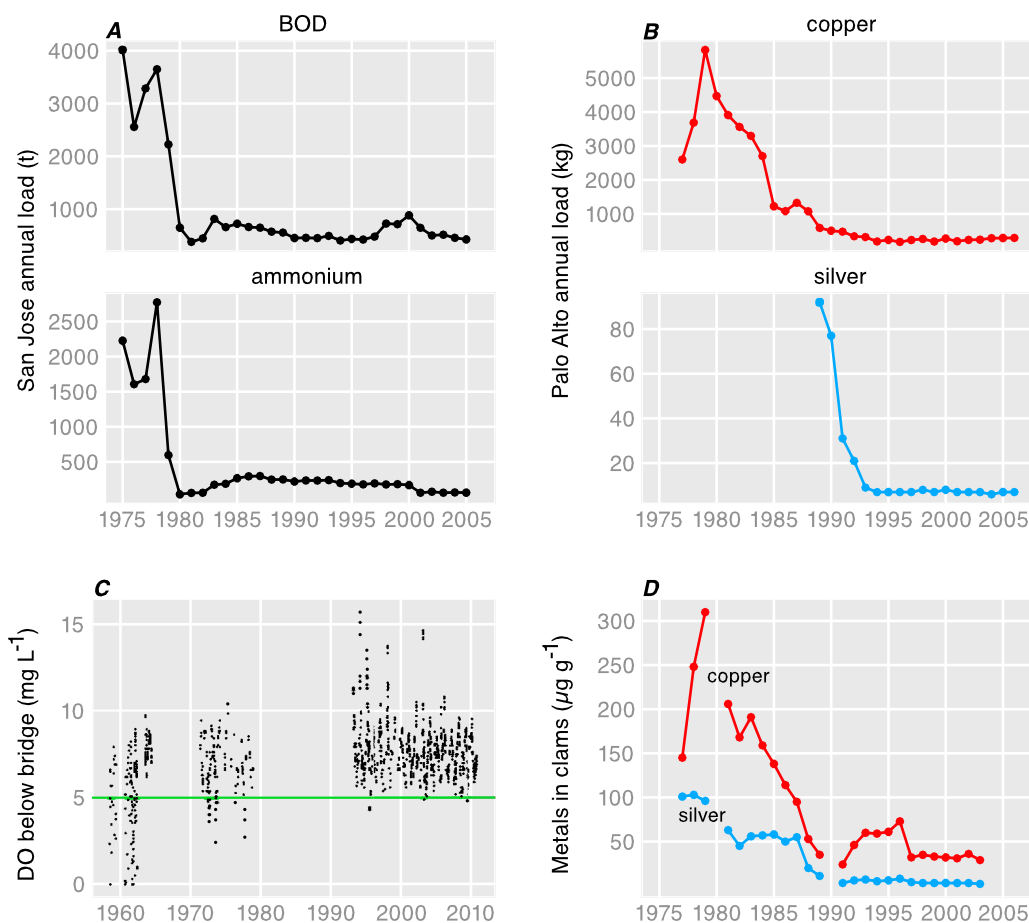 A BOD
San Jose annual load (t)
4000
3000
2000
1000
ammonium
2500
2000
1500
1000
500
1975 1980 1985 1990 1995 2000 2005
B copper
Palo Alto annual load (kg)
5000
4000
3000
2000
1000
silver
80
60
40
20
1975 1980 1985 1990 1995 2000 2005
C
DO below bridge (mg L⁻¹)
15
10
5
0
1960 1970 1980 1990 2000 2010
D
Metals in clams (µg g⁻¹)
300
250
200
150
100
50
copper
silver
1975 1980 1985 1990 1995 2000 2005